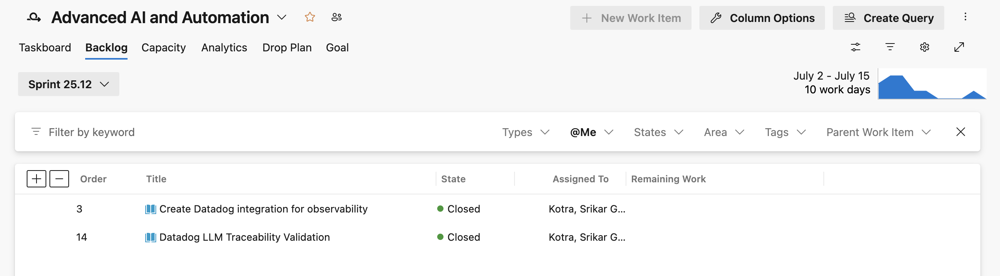 Advanced AI and Automation
New Work Item
Column Options
Create Query
Taskboard
Backlog
Capacity
Analytics
Drop Plan
Goal
Sprint 25.12
July 2 - July 15
10 work days
Filter by keyword
Types
@Me
States
Area
Tags
Parent Work Item
Order
Title
State
Assigned To
Remaining Work
3
Create Datadog integration for observability
Closed
Kotra, Srikar G...
14
Datadog LLM Traceability Validation
Closed
Kotra, Srikar G...